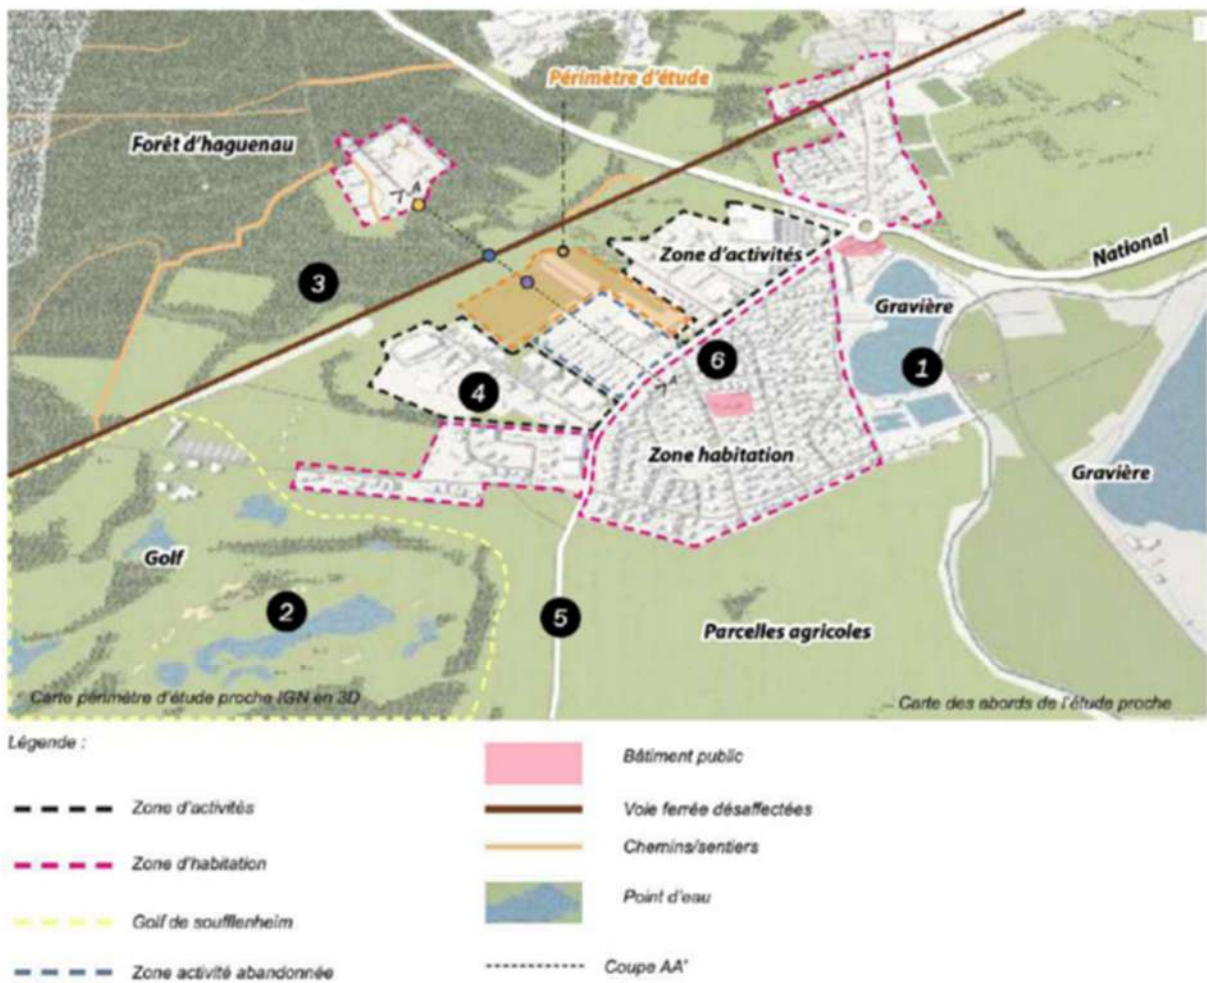 Périmètre d'étude
Forêt d'haguenau
A
Zone d'activités
National
3
Gravière
6
1
4
A'
Zone habitation
Gravière
Golf
2
5
Parcelles agricoles
Carte périmètre d'étude proche IGN en 3D
Carte des abords de l'étude proche
Légende :
Zone d'activités
Zone d'habitation
Golf de soufflenheim
Zone activité abandonnée
Bâtiment public
Voie ferrée désaffectées
Chemins/sentiers
Point d'eau
Coupe AA'